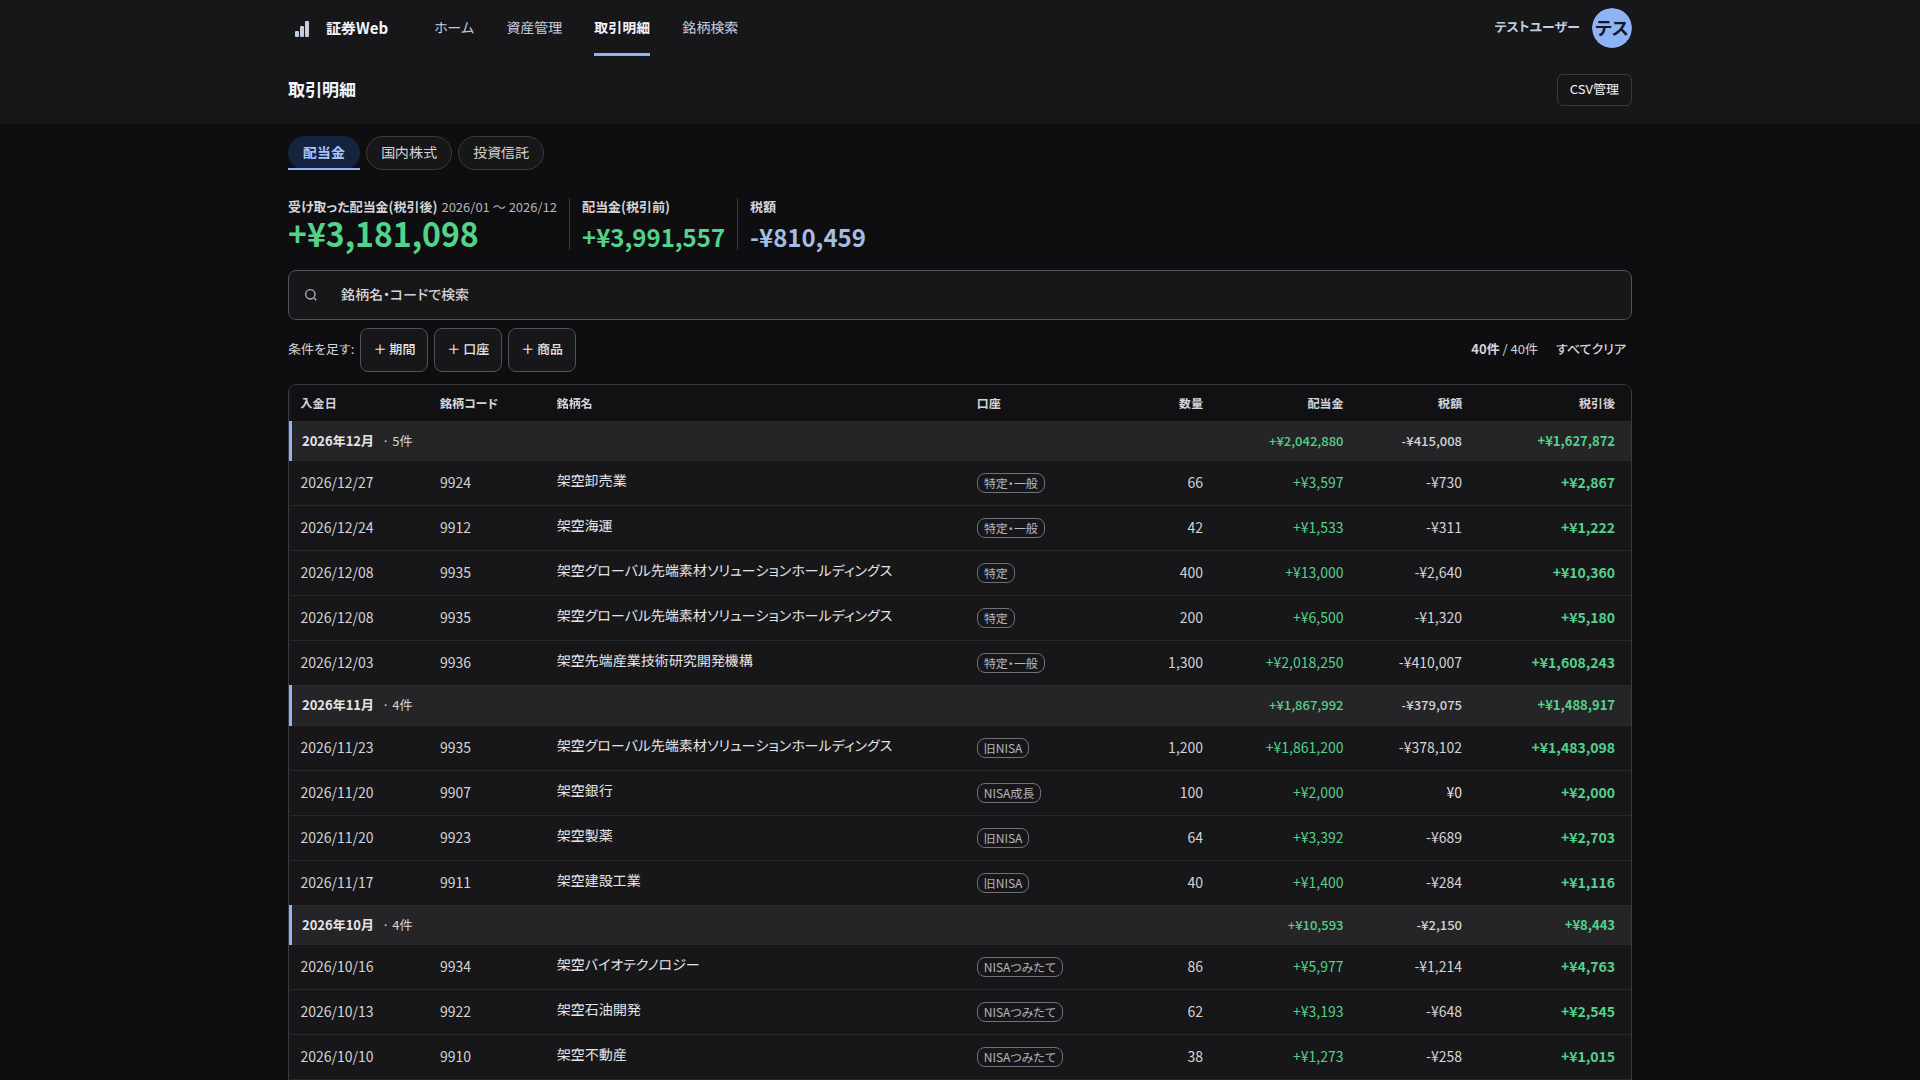 証券Web ホーム 資産管理 取引明細 銘柄検索 テストユーザー テス
取引明細 CSV管理
配当金 国内株式 投資信託
受け取った配当金(税引後) 2026/01 〜 2026/12 配当金(税引前) 税額
+¥3,181,098 +¥3,991,557 -¥810,459
銘柄名・コードで検索
条件を足す: ＋ 期間 ＋ 口座 ＋ 商品 40件 / 40件 すべてクリア
入金日 銘柄コード 銘柄名 口座 数量 配当金 税額 税引後
2026年12月 · 5件 +¥2,042,880 -¥415,008 +¥1,627,872
2026/12/27 9924 架空卸売業 特定・一般 66 +¥3,597 -¥730 +¥2,867
2026/12/24 9912 架空海運 特定・一般 42 +¥1,533 -¥311 +¥1,222
2026/12/08 9935 架空グローバル先端素材ソリューションホールディングス 特定 400 +¥13,000 -¥2,640 +¥10,360
2026/12/08 9935 架空グローバル先端素材ソリューションホールディングス 特定 200 +¥6,500 -¥1,320 +¥5,180
2026/12/03 9936 架空先端産業技術研究開発機構 特定・一般 1,300 +¥2,018,250 -¥410,007 +¥1,608,243
2026年11月 · 4件 +¥1,867,992 -¥379,075 +¥1,488,917
2026/11/23 9935 架空グローバル先端素材ソリューションホールディングス 旧NISA 1,200 +¥1,861,200 -¥378,102 +¥1,483,098
2026/11/20 9907 架空銀行 NISA成長 100 +¥2,000 ¥0 +¥2,000
2026/11/20 9923 架空製薬 旧NISA 64 +¥3,392 -¥689 +¥2,703
2026/11/17 9911 架空建設工業 旧NISA 40 +¥1,400 -¥284 +¥1,116
2026年10月 · 4件 +¥10,593 -¥2,150 +¥8,443
2026/10/16 9934 架空バイオテクノロジー NISAつみたて 86 +¥5,977 -¥1,214 +¥4,763
2026/10/13 9922 架空石油開発 NISAつみたて 62 +¥3,193 -¥648 +¥2,545
2026/10/10 9910 架空不動産 NISAつみたて 38 +¥1,273 -¥258 +¥1,015